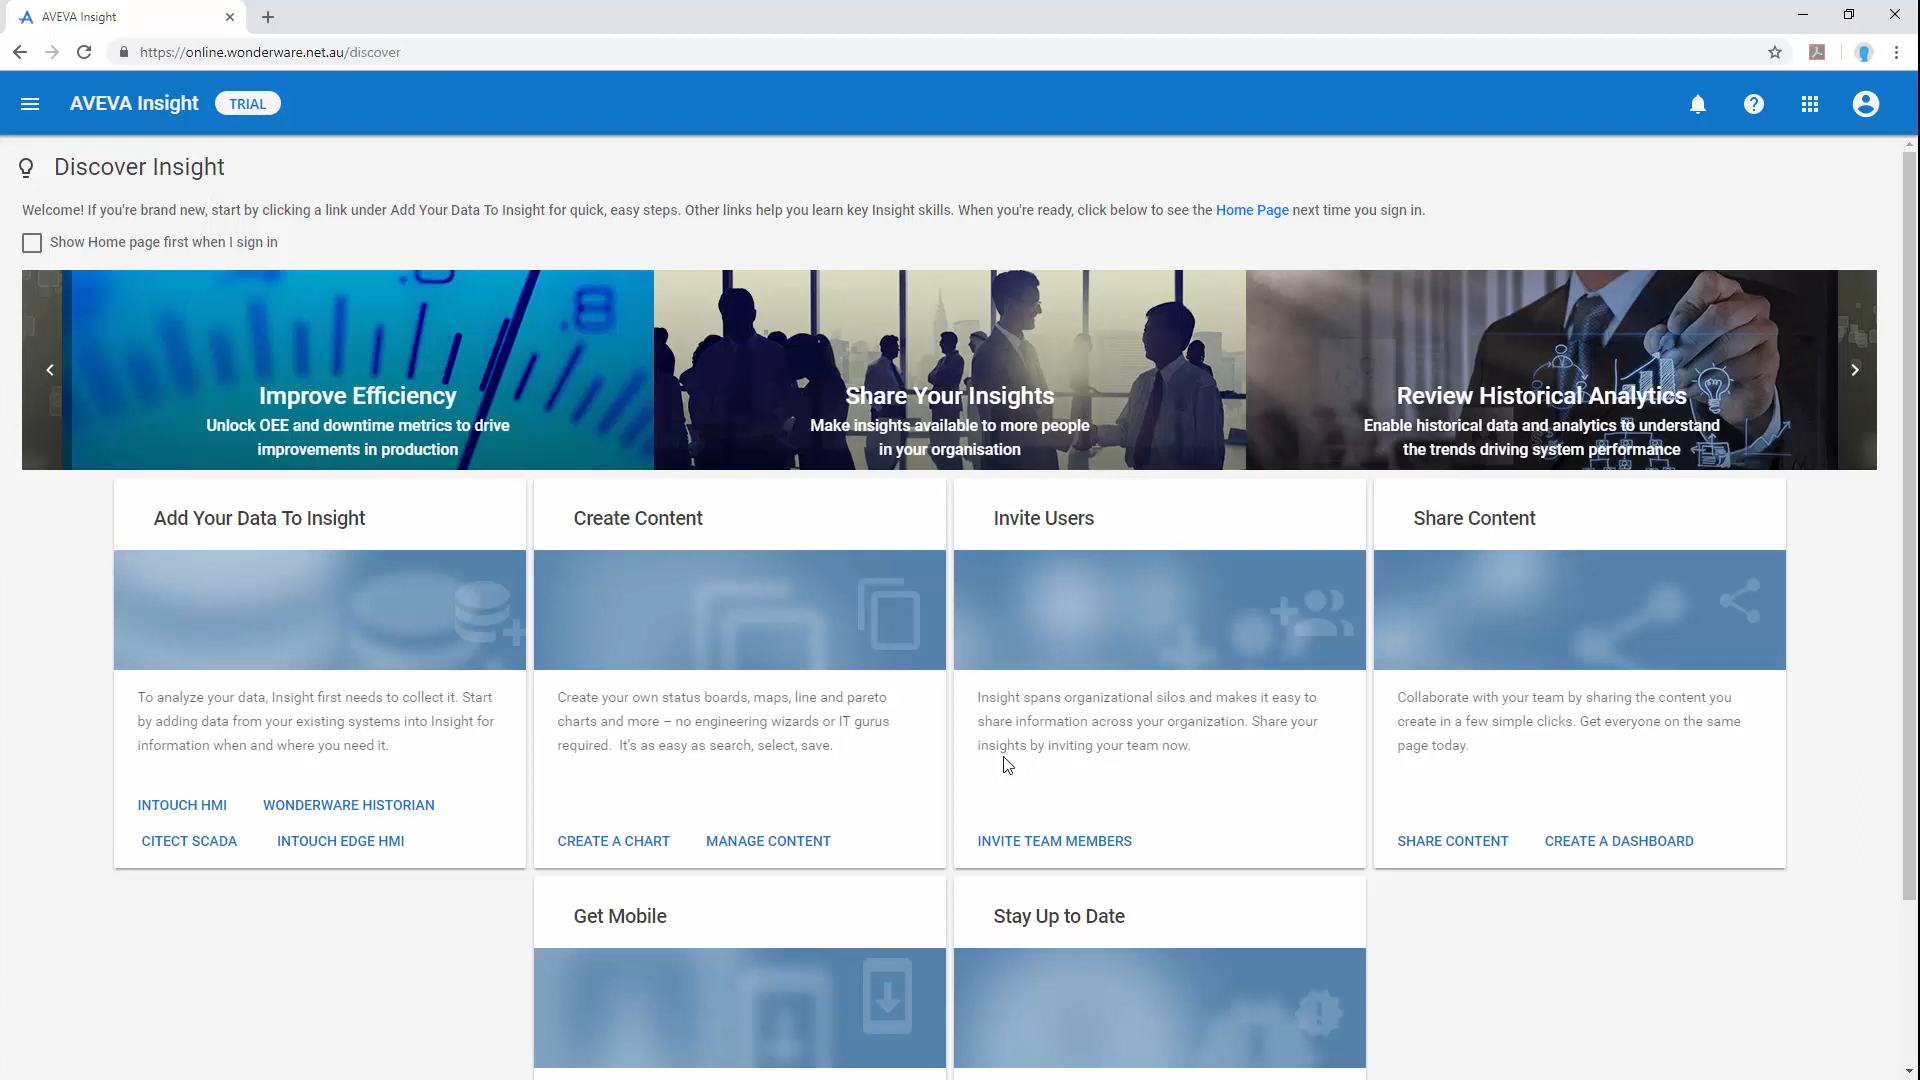 AVEVA Insight
https://online.wonderware.net.au/discover
AVEVA Insight TRIAL
Discover Insight
Welcome! If you're brand new, start by clicking a link under Add Your Data To Insight for quick, easy steps. Other links help you learn key Insight skills. When you're ready, click below to see the Home Page next time you sign in.
Show Home page first when I sign in
Improve Efficiency
Unlock OEE and downtime metrics to drive
improvements in production
Share Your Insights
Make insights available to more people
in your organisation
Review Historical Analytics
Enable historical data and analytics to understand
the trends driving system performance
.8
Add Your Data To Insight
To analyze your data, Insight first needs to collect it. Start
by adding data from your existing systems into Insight for
information when and where you need it.
INTOUCH HMI WONDERWARE HISTORIAN
CITECT SCADA INTOUCH EDGE HMI
Create Content
Create your own status boards, maps, line and pareto
charts and more – no engineering wizards or IT gurus
required.  It's as easy as search, select, save.
CREATE A CHART MANAGE CONTENT
Invite Users
Insight spans organizational silos and makes it easy to
share information across your organization. Share your
insights by inviting your team now.
INVITE TEAM MEMBERS
Share Content
Collaborate with your team by sharing the content you
create in a few simple clicks. Get everyone on the same
page today.
SHARE CONTENT CREATE A DASHBOARD
Get Mobile
Stay Up to Date